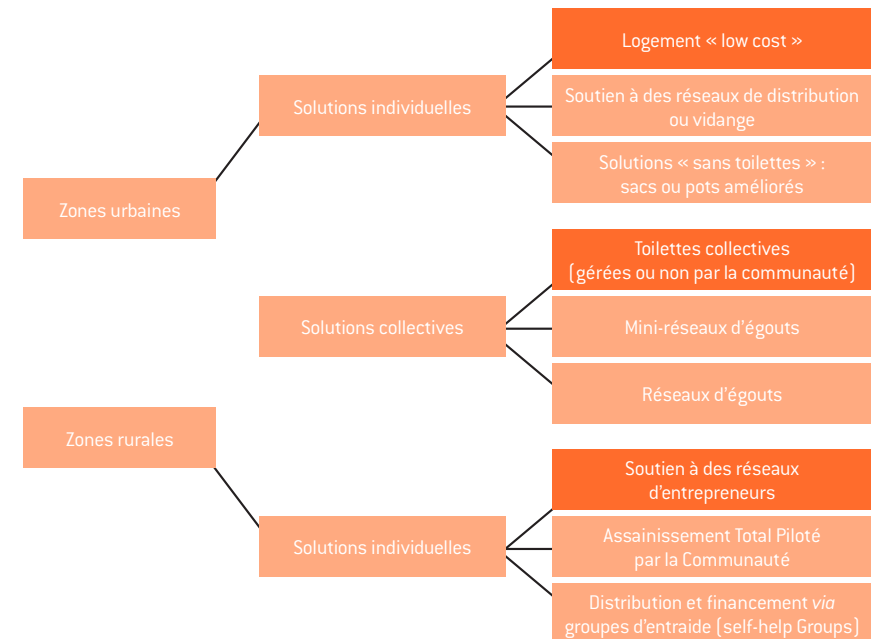 Zones urbaines
Solutions individuelles
Logement « low cost »
Soutien à des réseaux de distribution
ou vidange
Solutions « sans toilettes » :
sacs ou pots améliorés
Solutions collectives
Toilettes collectives
(gérées ou non par la communauté)
Mini-réseaux d'égouts
Réseaux d'égouts
Zones rurales
Solutions individuelles
Soutien à des réseaux
d'entrepreneurs
Assainissement Total Piloté
par la Communauté
Distribution et financement via
groupes d'entraide (self-help Groups)